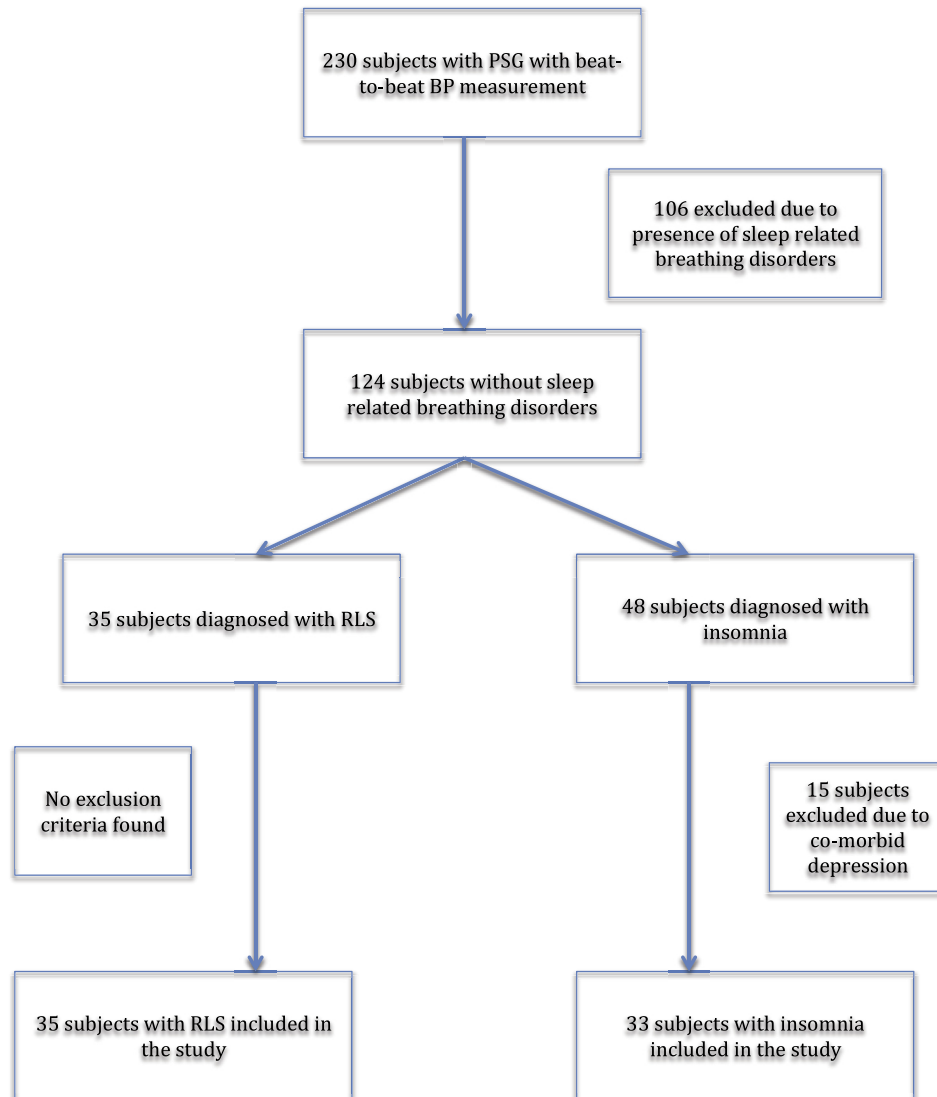 230 subjects with PSG with beat-
to-beat BP measurement
106 excluded due to
presence of sleep related
breathing disorders
124 subjects without sleep
related breathing disorders
35 subjects diagnosed with RLS
48 subjects diagnosed with
insomnia
No exclusion
criteria found
15 subjects
excluded due to
co-morbid
depression
35 subjects with RLS included in
the study
33 subjects with insomnia
included in the study